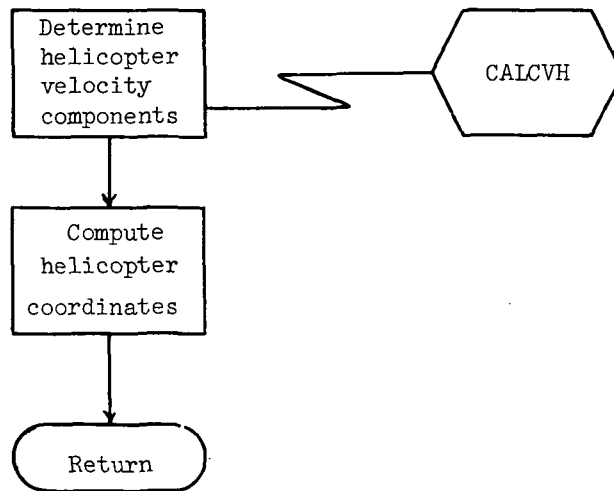 Determine
helicopter
velocity
components
CALCVH
Compute
helicopter
coordinates
Return